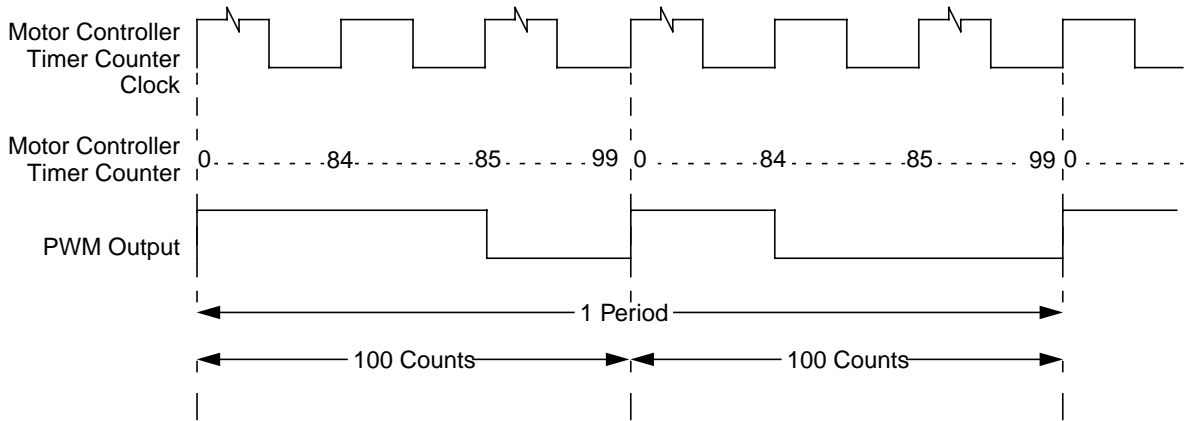 Motor Controller
Timer Counter
Clock
Motor Controller
Timer Counter
0 84 85 99 0 84 85 99 0
PWM Output
1 Period
100 Counts 100 Counts